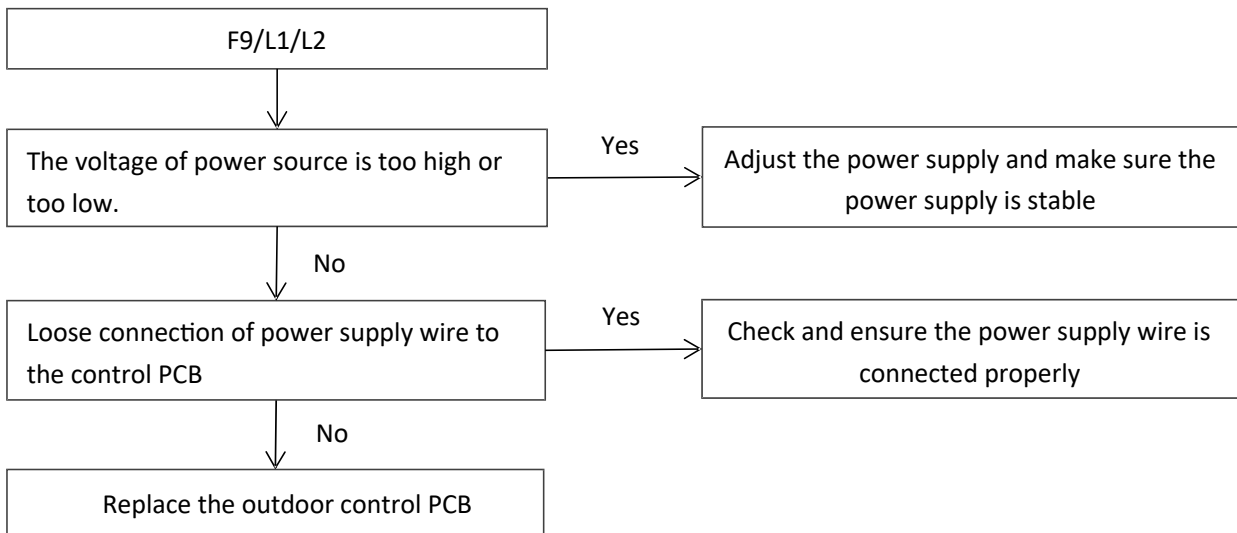 F9/L1/L2
The voltage of power source is too high or
too low.
Yes
Adjust the power supply and make sure the
power supply is stable
No
Loose connection of power supply wire to
the control PCB
Yes
Check and ensure the power supply wire is
connected properly
No
Replace the outdoor control PCB